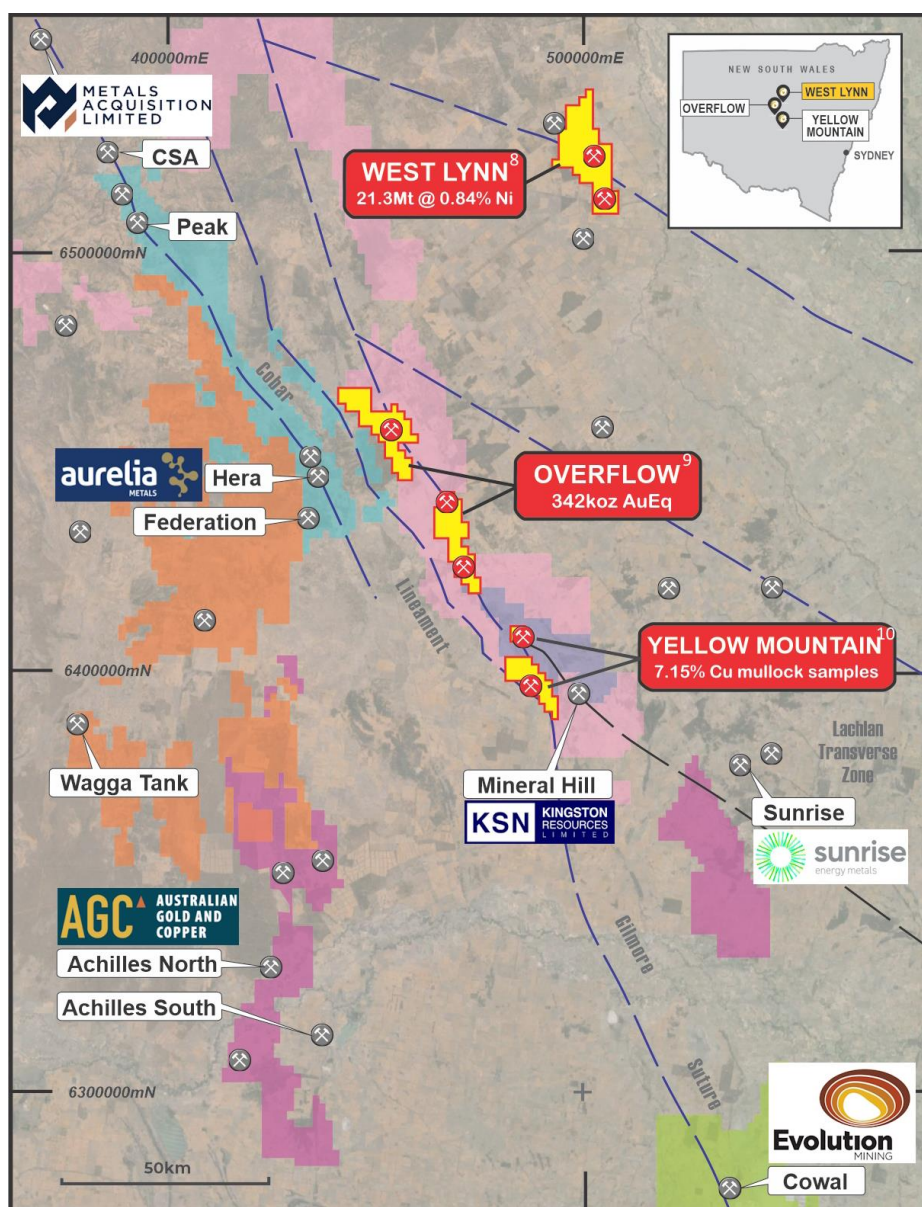 400000mE
500000mE
METALS
ACQUISITION
LIMITED
CSA
Peak
6500000mN
WEST LYNN8
21.3Mt @ 0.84% Ni
NEW SOUTH WALES
WEST LYNN
OVERFLOW
YELLOW
MOUNTAIN
SYDNEY
Cobar
Lineament
aurelia
METALS
Hera
Federation
OVERFLOW9
342koz AuEq
YELLOW MOUNTAIN10
7.15% Cu mullock samples
6400000mN
Wagga Tank
Mineral Hill
KSN KINGSTON
RESOURCES
LIMITED
Lachlan
Transverse
Zone
Sunrise
sunrise
energy metals
AGC AUSTRALIAN
GOLD AND
COPPER
Achilles North
Achilles South
Gilmore
Suture
6300000mN
50km
Evolution
MINING
Cowal